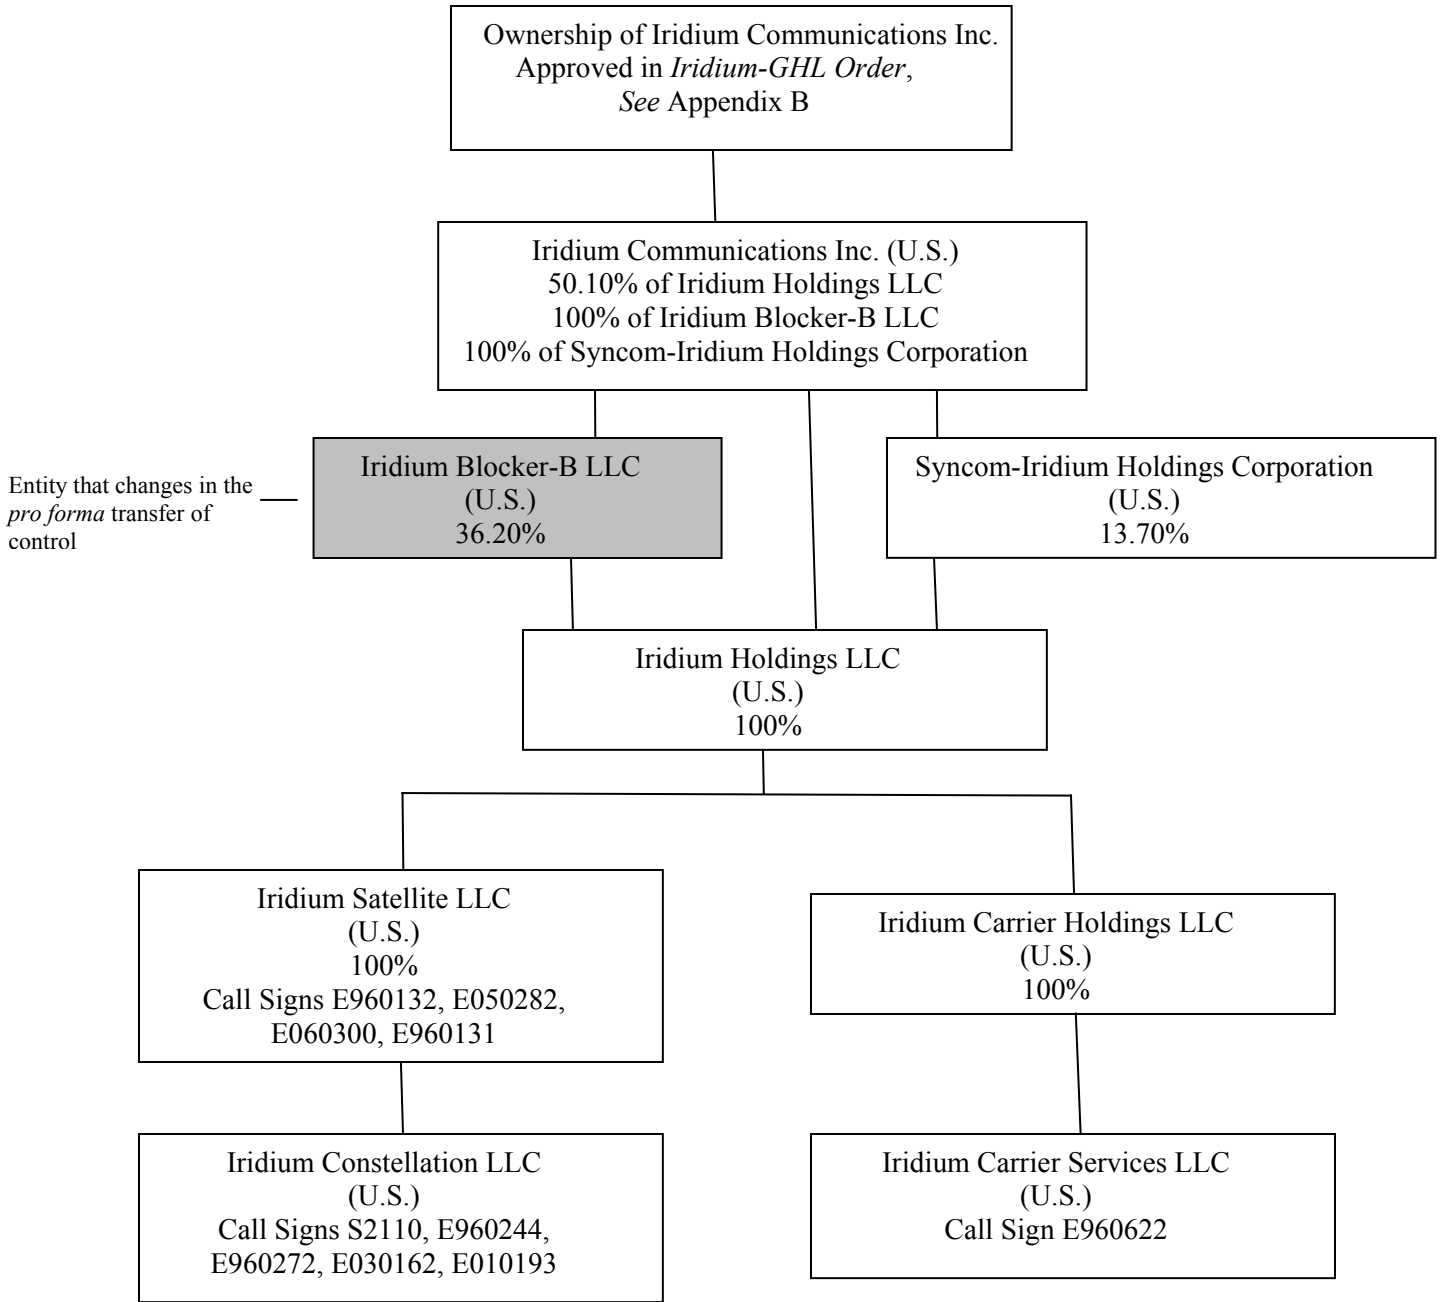 Ownership of Iridium Communications Inc.
Approved in Iridium-GHL Order,
See Appendix B
Iridium Communications Inc. (U.S.)
50.10% of Iridium Holdings LLC
100% of Iridium Blocker-B LLC
100% of Syncom-Iridium Holdings Corporation
Entity that changes in the
pro forma transfer of
control
Iridium Blocker-B LLC
(U.S.)
36.20%
Syncom-Iridium Holdings Corporation
(U.S.)
13.70%
Iridium Holdings LLC
(U.S.)
100%
Iridium Satellite LLC
(U.S.)
100%
Call Signs E960132, E050282,
E060300, E960131
Iridium Carrier Holdings LLC
(U.S.)
100%
Iridium Constellation LLC
(U.S.)
Call Signs S2110, E960244,
E960272, E030162, E010193
Iridium Carrier Services LLC
(U.S.)
Call Sign E960622